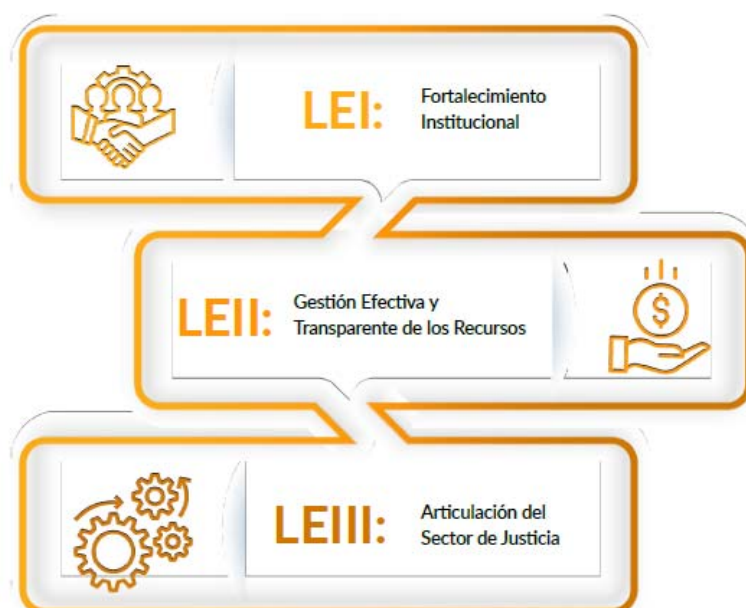 LEI:
Fortalecimiento
Institucional
$
LEII:
Gestión Efectiva y
Transparente de los Recursos
LEIII:
Articulación del
Sector de Justicia